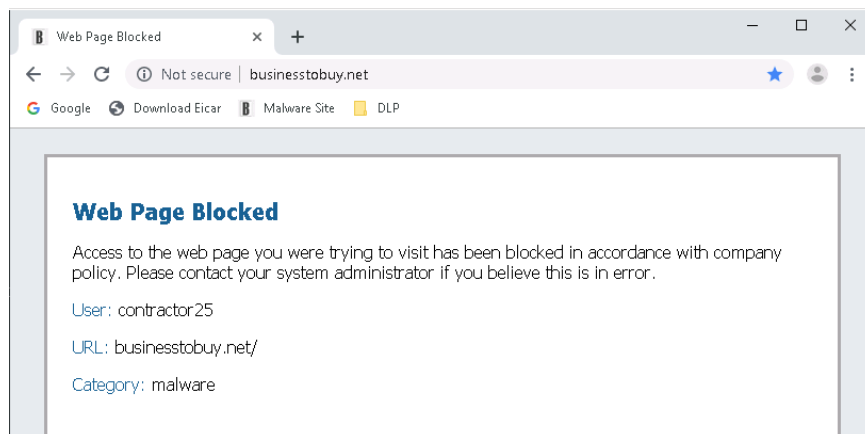 B Web Page Blocked
Not secure | businesstobuy.net
G Google Download Eicar B Malware Site DLP
Web Page Blocked
Access to the web page you were trying to visit has been blocked in accordance with company
policy. Please contact your system administrator if you believe this is in error.
User: contractor25
URL: businesstobuy.net/
Category: malware